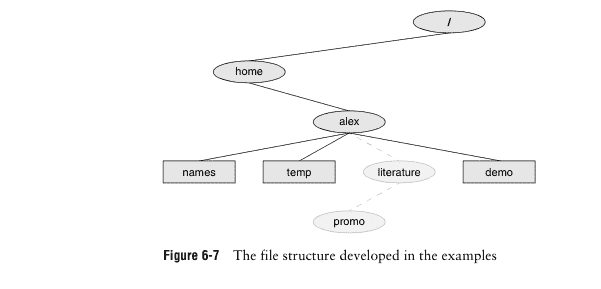 /
home
alex
names temp literature demo
promo
Figure 6-7 The file structure developed in the examples